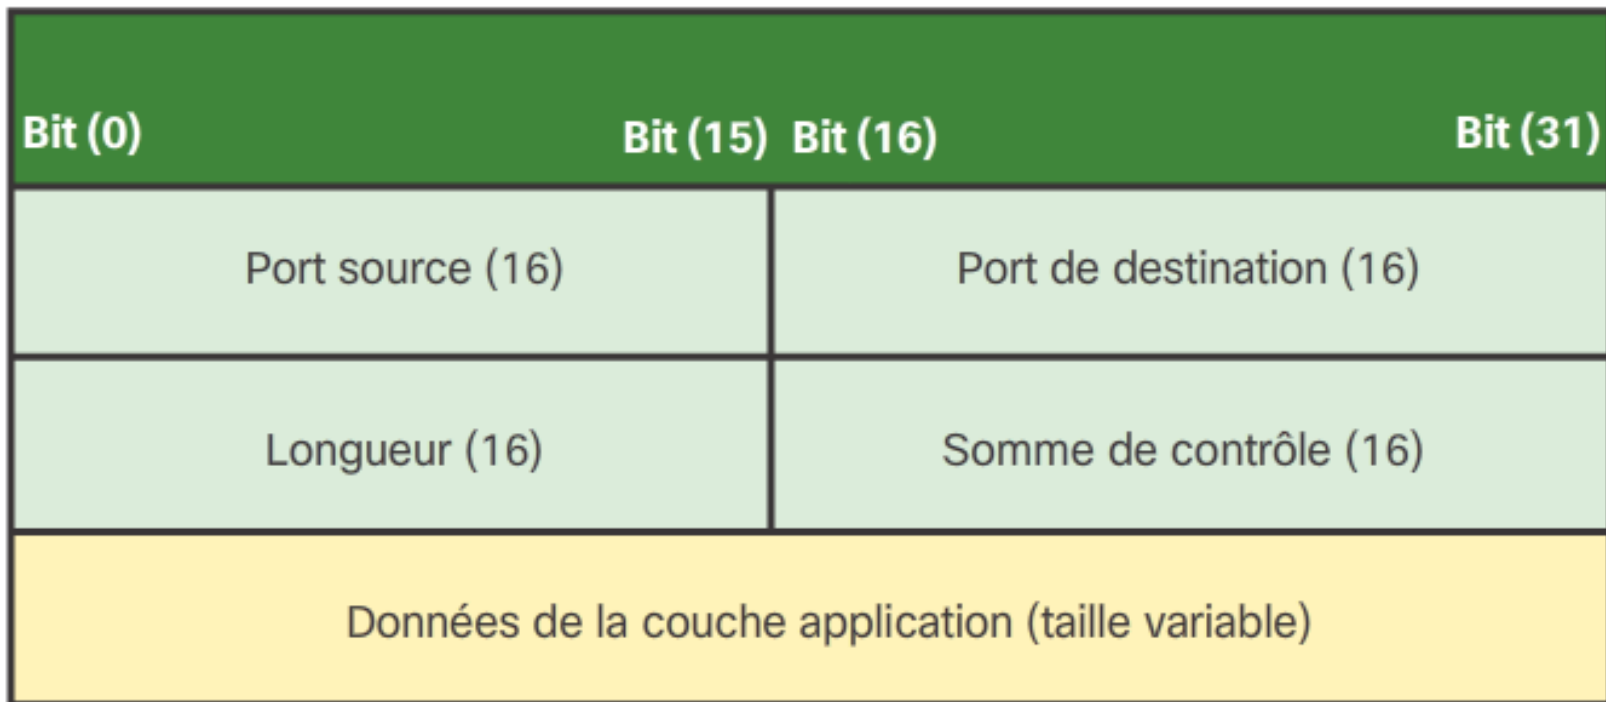 Bit (0) Bit (15) Bit (16) Bit (31)
Port source (16) Port de destination (16)
Longueur (16) Somme de contrôle (16)
Données de la couche application (taille variable)